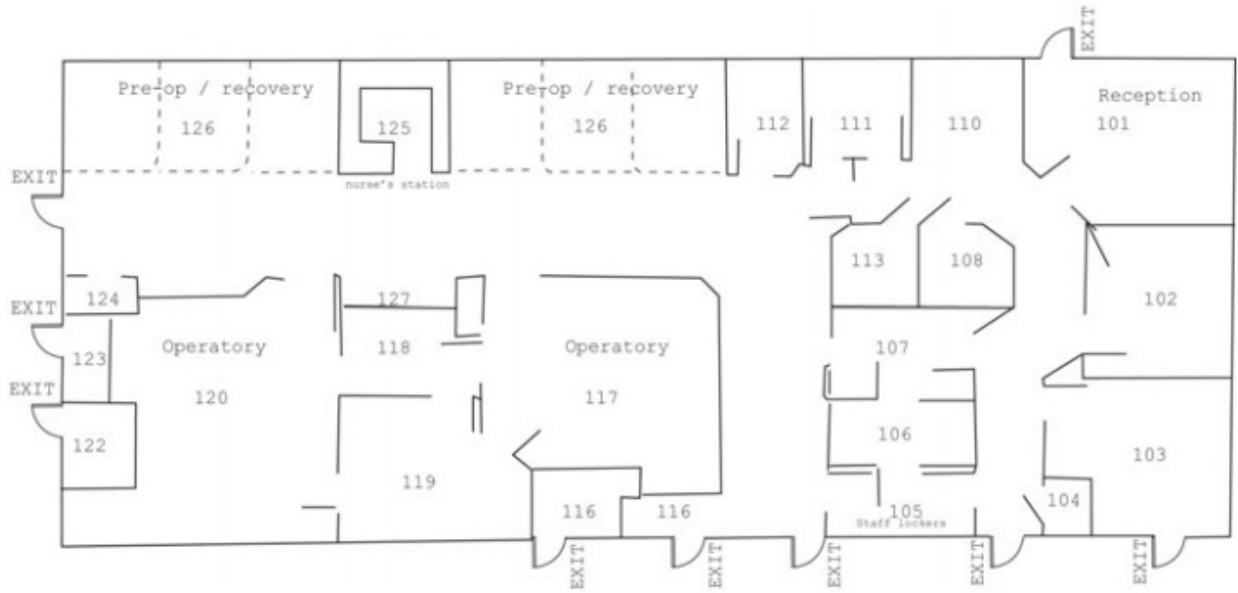 EXIT
Pre-op / recovery
126
125
nurse's station
Pre-op / recovery
126
112
111
110
Reception
101
EXIT
113
108
102
EXIT
124
127
EXIT
123
Operatory
120
118
Operatory
117
107
EXIT
122
119
106
103
116
116
105
Staff lockers
104
EXIT
EXIT
EXIT
EXIT
EXIT